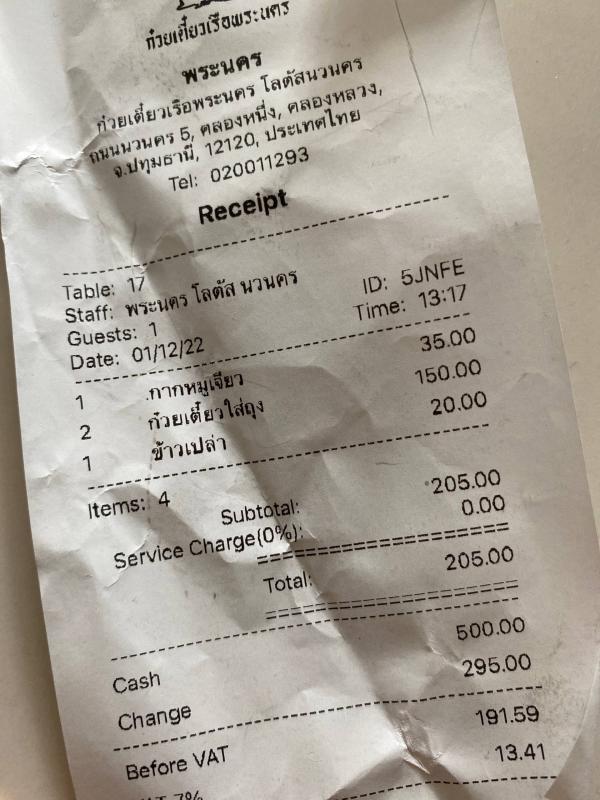 ก๋วยเตี๋ยวเรือพระนคร
พระนคร
ก๋วยเตี๋ยวเรือพระนคร โลตัสนวนคร
ถนนนวนคร 5, คลองหนึ่ง, คลองหลวง,
จ.ปทุมธานี, 12120, ประเทศไทย
Tel: 020011293
Receipt
Table: 17
Staff: พระนคร โลตัส นวนคร ID: 5JNFE
Guests: 1 Time: 13:17
Date: 01/12/22
1 .กากหมูเจียว 35.00
2 ก๋วยเตี๋ยวใส่ถุง 150.00
1 ข้าวเปล่า 20.00
Items: 4
Subtotal: 205.00
Service Charge(0%): 0.00
Total: 205.00
Cash 500.00
Change 295.00
Before VAT 191.59
7% 13.41